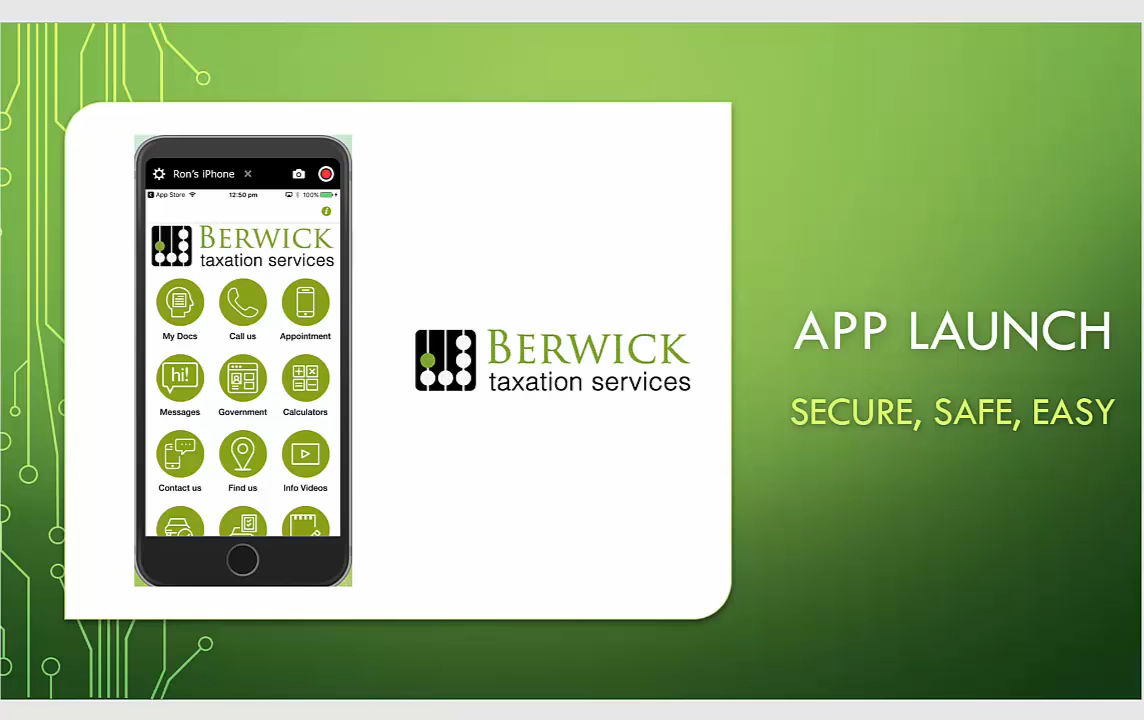 Ron's iPhone
App Store 12:50 pm 100%
i
BERWICK
taxation services
My Docs Call us Appointment
hi!
Messages Government Calculators
Contact us Find us Info Videos
BERWICK
taxation services
APP LAUNCH
SECURE, SAFE, EASY